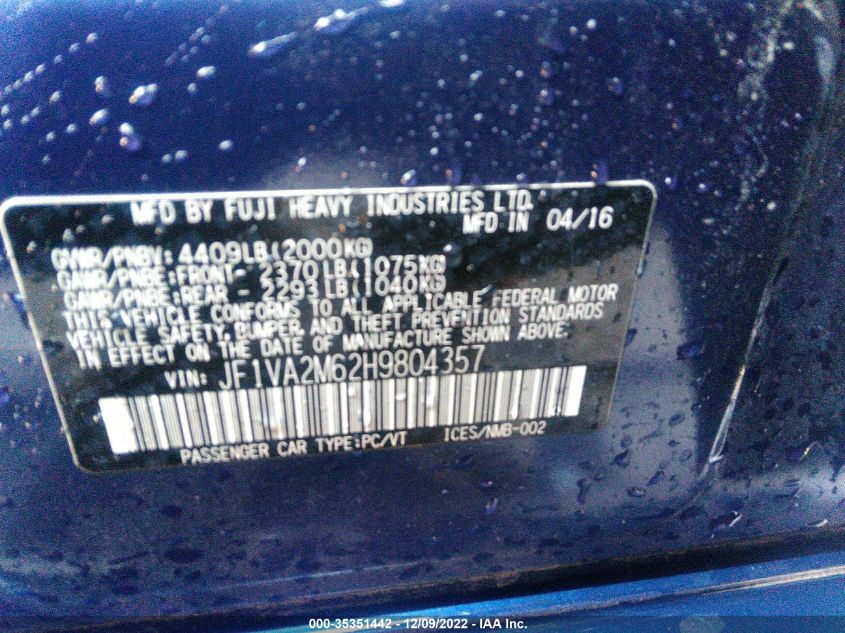 MFD BY FUJI HEAVY INDUSTRIES LTD.
MFD IN 04/16
GVWR/PNBV: 4409LB(2000KG)
GAWR/PNBE:FRONT- 2370LB(1075KG)
GAWR/PNBE:REAR - 2293LB(1040KG)
THIS VEHICLE CONFORMS TO ALL APPLICABLE FEDERAL MOTOR
VEHICLE SAFETY, BUMPER, AND THEFT PREVENTION STANDARDS
IN EFFECT ON THE DATE OF MANUFACTURE SHOWN ABOVE.
VIN: JF1VA2M62H9804357
PASSENGER CAR TYPE:PC/VT ICES/NMB-002
000-35351442 - 12/09/2022 - IAA Inc.